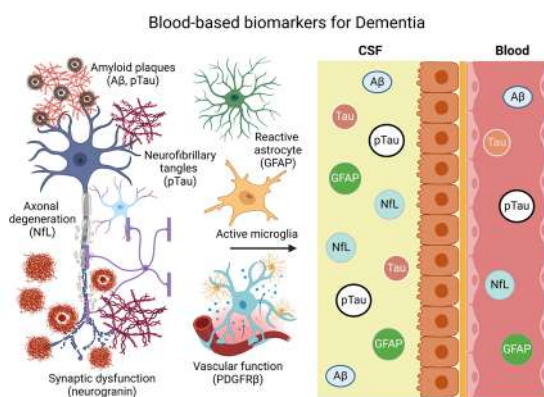 Blood-based biomarkers for Dementia
Amyloid plaques
(Aβ, pTau)
Neurofibrillary
tangles
(pTau)
Axonal
degeneration
(NfL)
Synaptic dysfunction
(neurogranin)
Reactive
astrocyte
(GFAP)
Active microglia
Vascular function
(PDGFRβ)
CSF
Aβ
Tau
pTau
GFAP
NfL
NfL
Tau
pTau
GFAP
Aβ
Blood
Aβ
Tau
pTau
NfL
GFAP